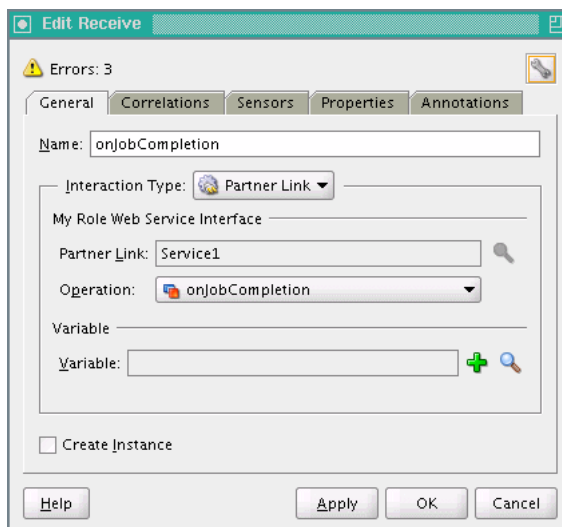 Edit Receive
Errors: 3
General Correlations Sensors Properties Annotations
Name: onJobCompletion
Interaction Type: Partner Link
My Role Web Service Interface
Partner Link: Service1
Operation: onJobCompletion
Variable
Variable:
Create Instance
Help Apply OK Cancel